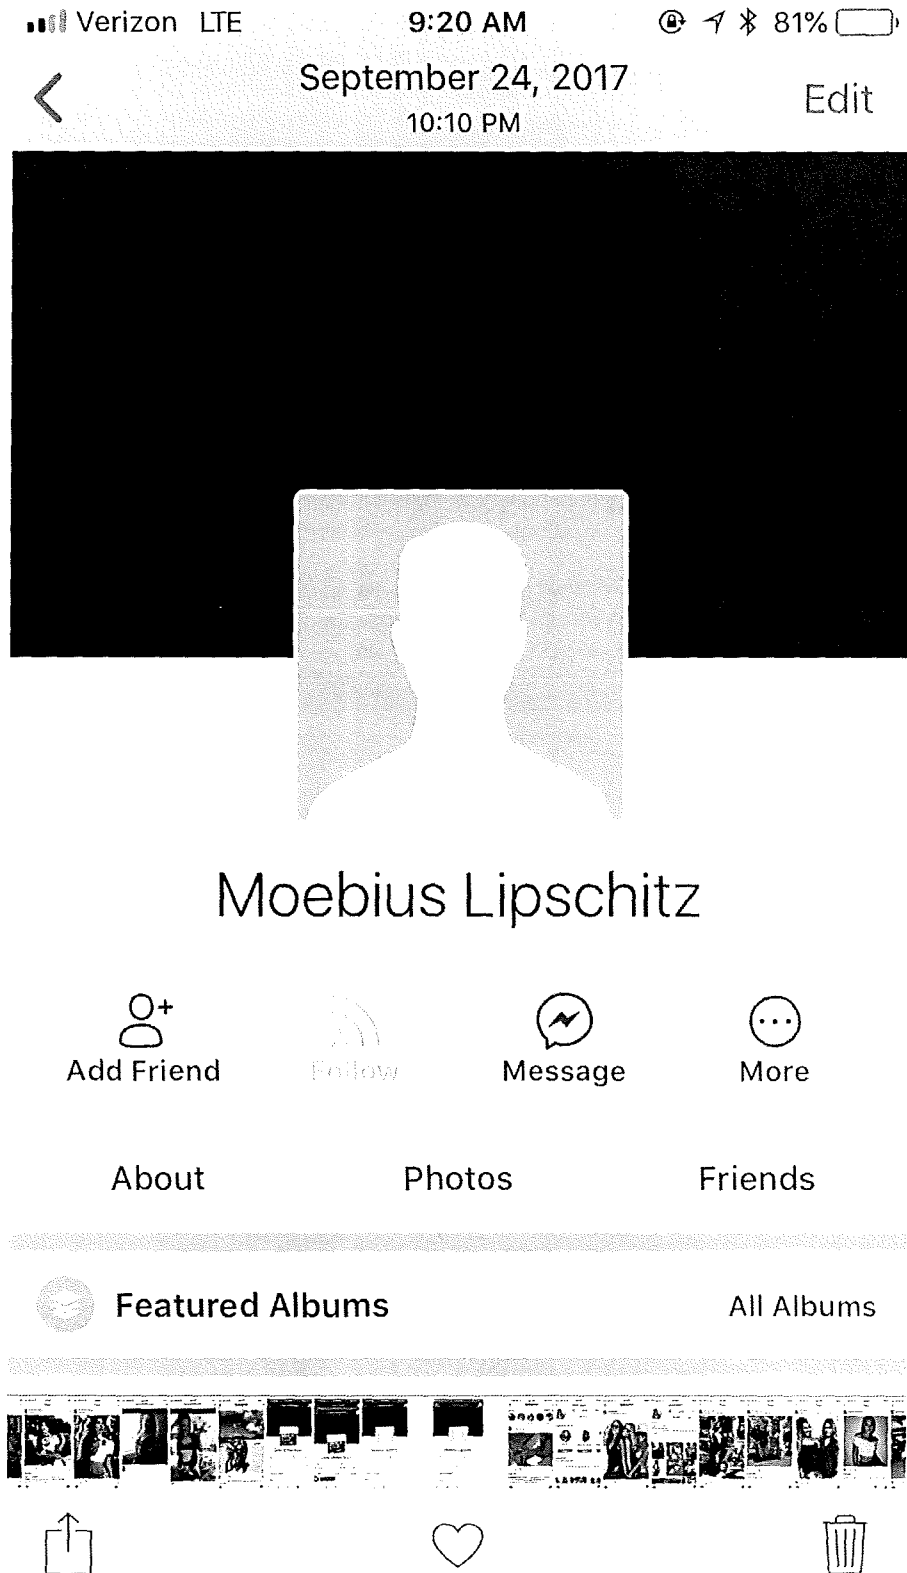 Verizon LTE 9:20 AM 81%
September 24, 2017
Edit
10:10 PM
Moebius Lipschitz
Add Friend Follow Message More
About Photos Friends
Featured Albums All Albums